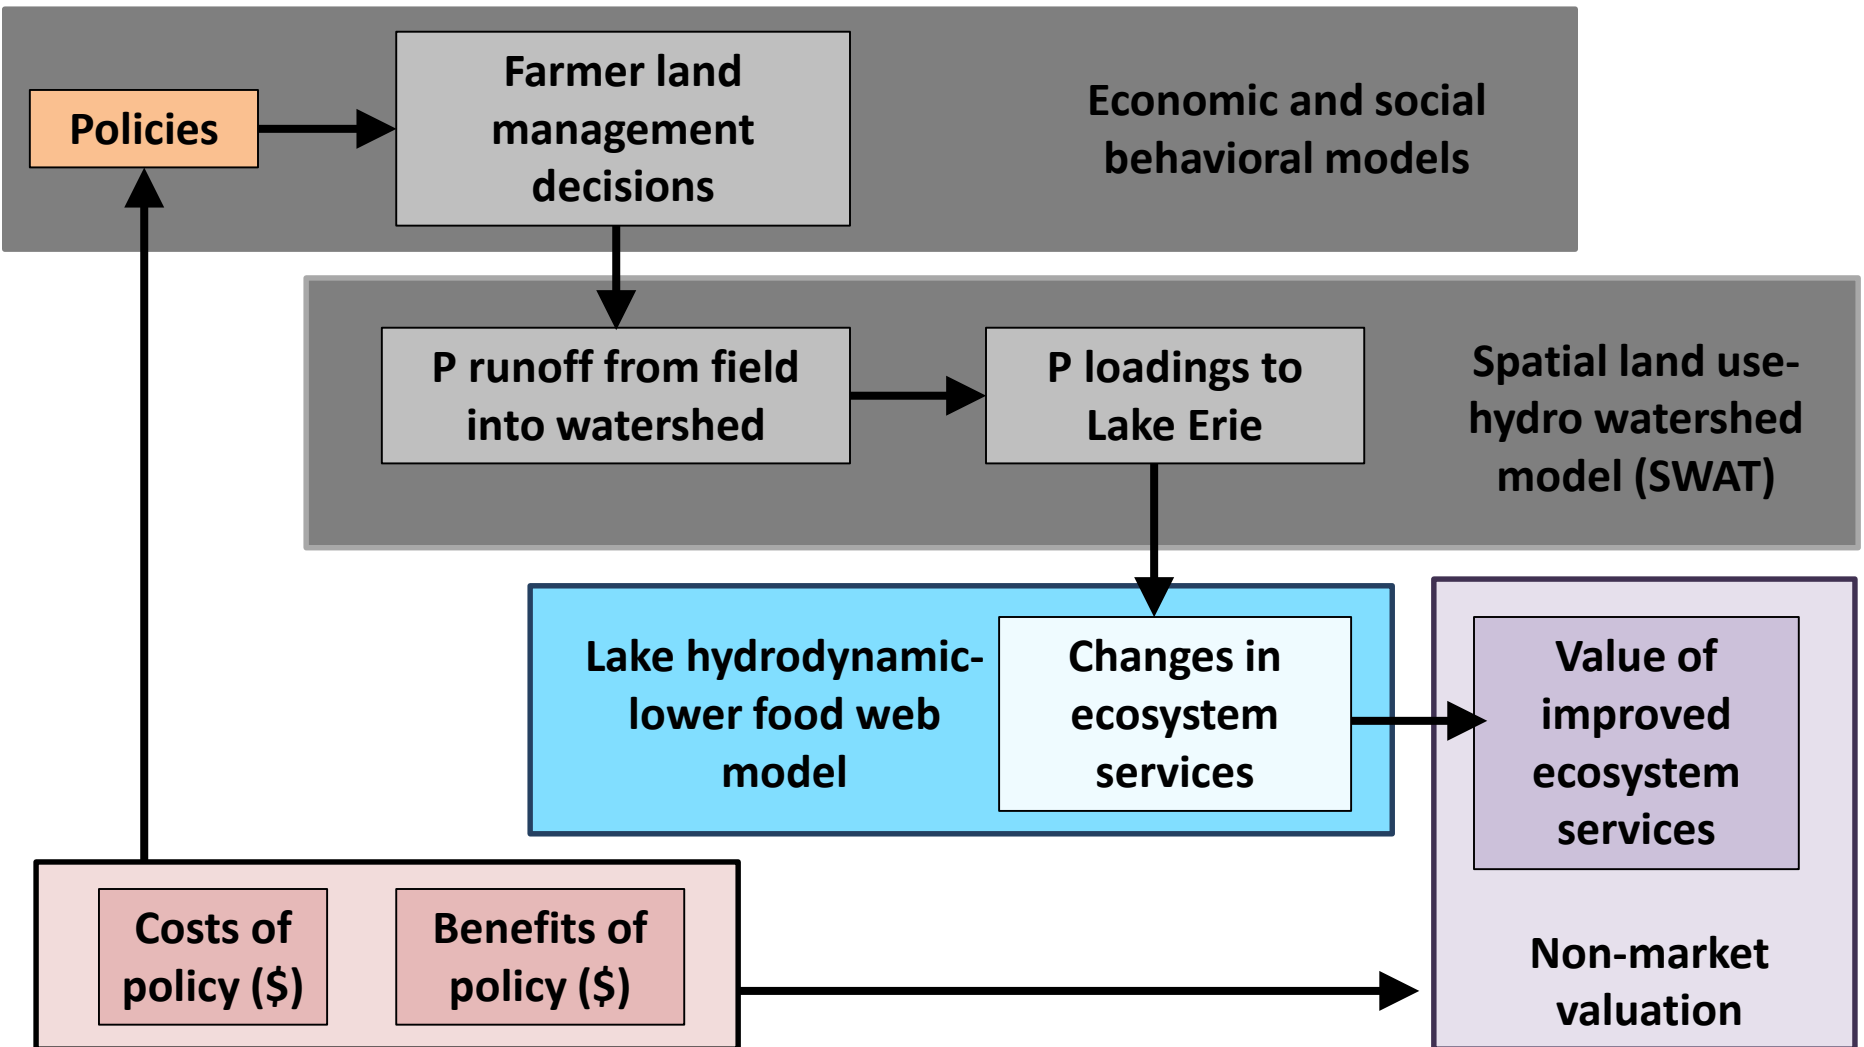 Policies
Farmer land
management
decisions
Economic and social
behavioral models
P runoff from field
into watershed
P loadings to
Lake Erie
Spatial land use-
hydro watershed
model (SWAT)
Lake hydrodynamic-
lower food web
model
Changes in
ecosystem
services
Value of
improved
ecosystem
services
Costs of
policy ($)
Benefits of
policy ($)
Non-market
valuation